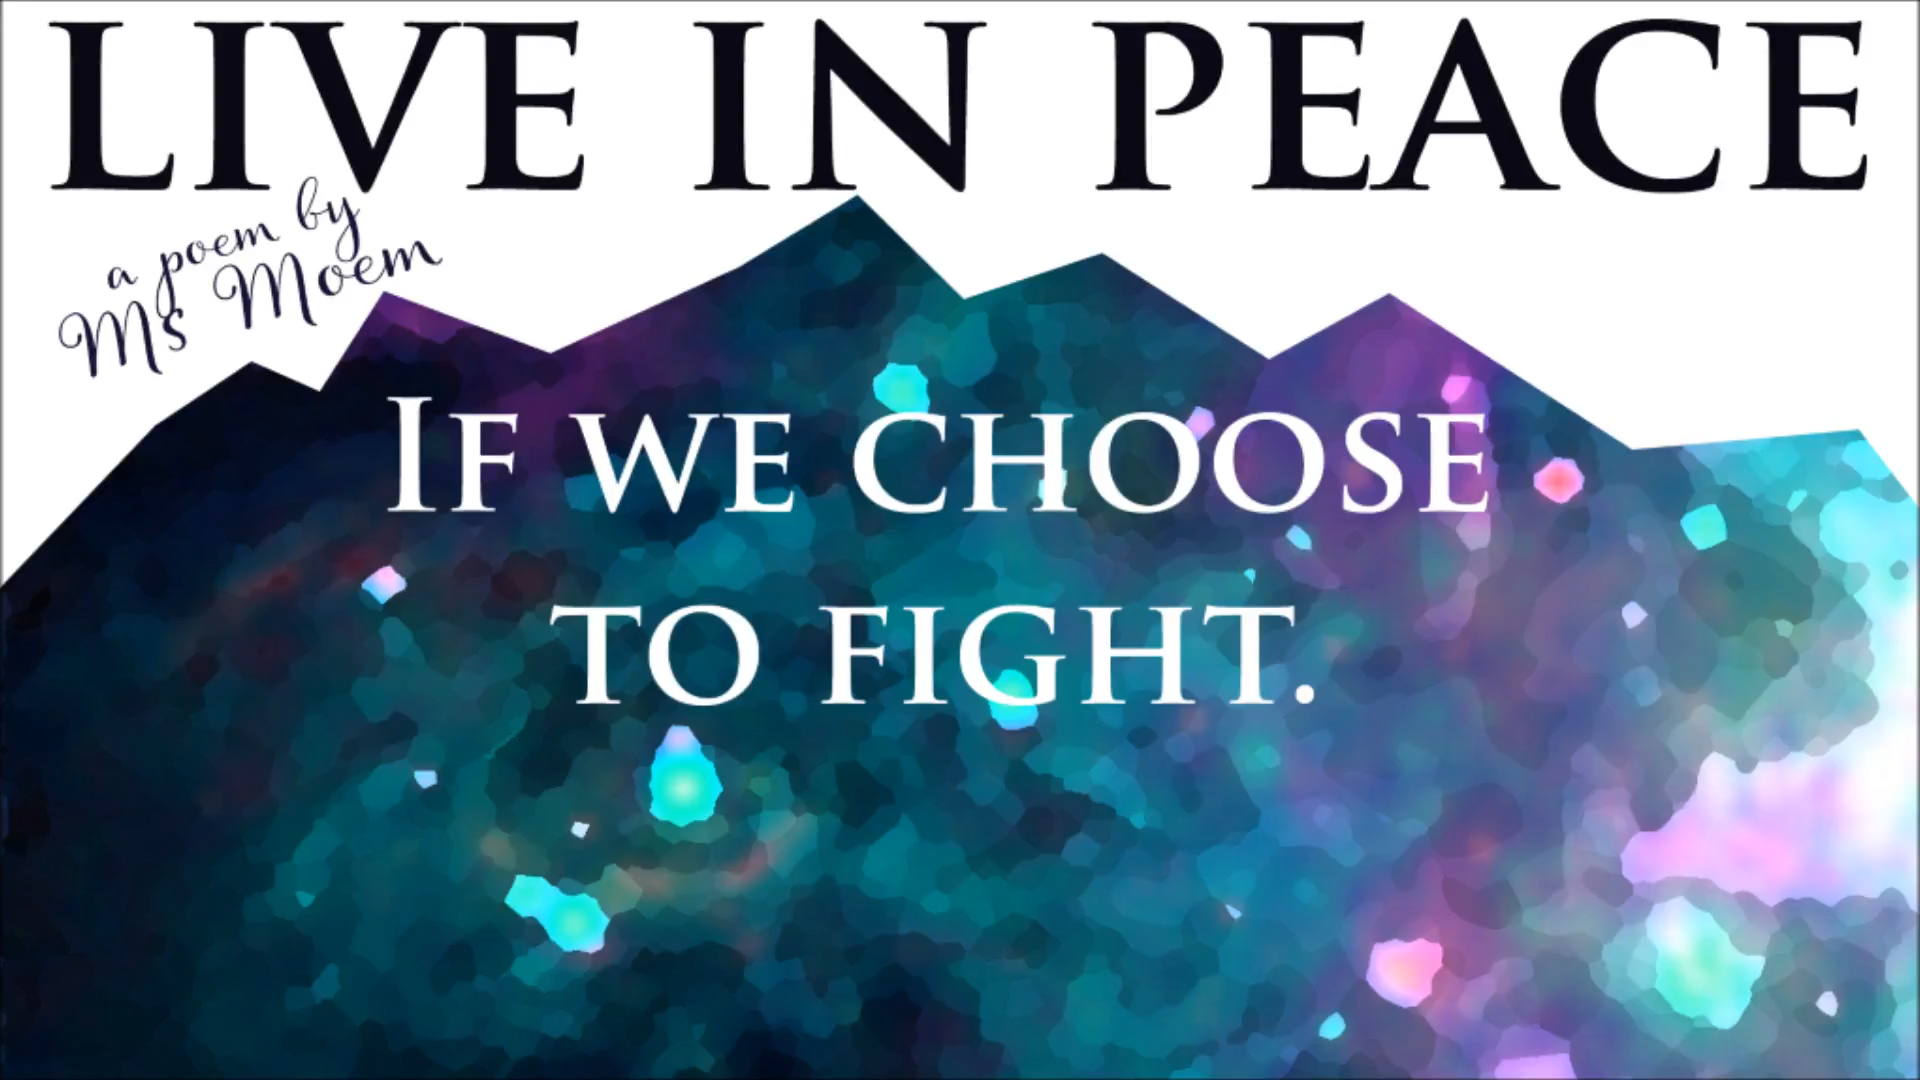 LIVE IN PEACE
a poem by
Ms Moem
IF WE CHOOSE
TO FIGHT.